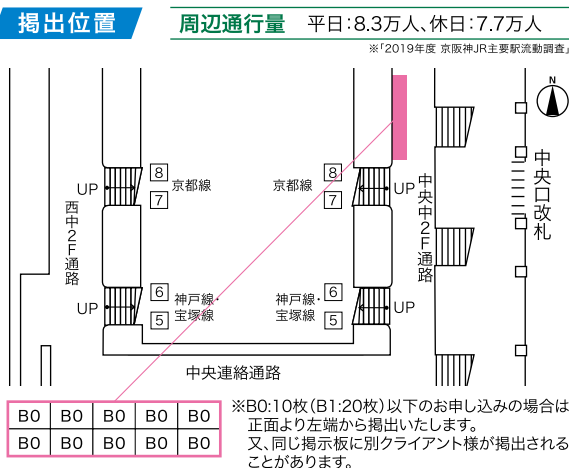 掲出位置
周辺通行量 平日:8.3万人、休日:7.7万人
※「2019年度 京阪神JR主要駅流動調査」
N
8
京都線
7
UP
京都線
8
7
UP
西中2F通路
中央中2F通路
中央口改札
6
神戸線・
宝塚線
5
UP
神戸線・
宝塚線
6
5
UP
中央連絡通路
B0 B0 B0 B0 B0
B0 B0 B0 B0 B0
※B0:10枚(B1:20枚)以下のお申し込みの場合は
正面より左端から掲出いたします。
又、同じ掲示板に別クライアント様が掲出される
ことがあります。